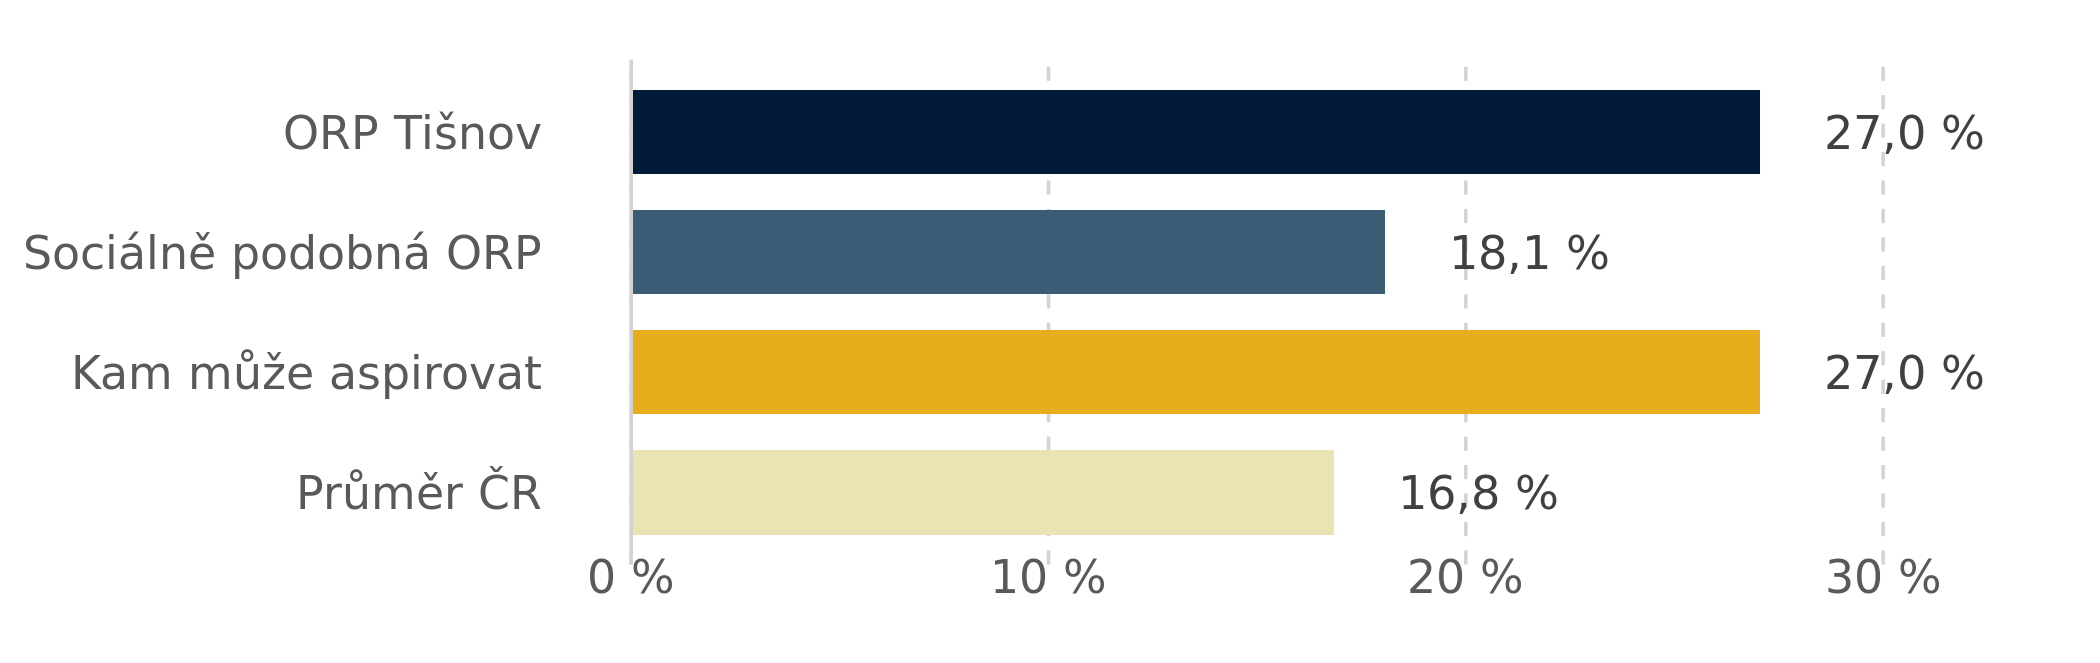 ORP Tišnov 27,0 %
Sociálně podobná ORP 18,1 %
Kam může aspirovat 27,0 %
Průměr ČR 16,8 %
0 % 10 % 20 % 30 %